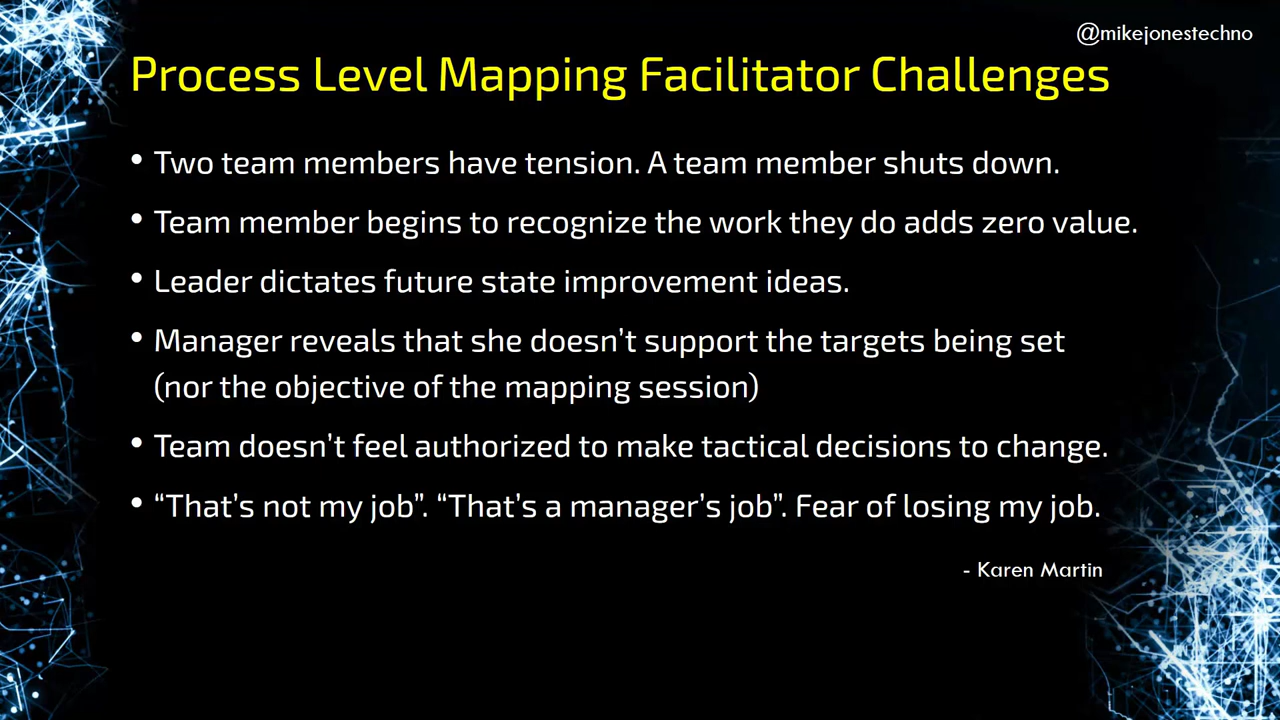 @mikejonestechno
Process Level Mapping Facilitator Challenges
• Two team members have tension. A team member shuts down.
• Team member begins to recognize the work they do adds zero value.
• Leader dictates future state improvement ideas.
• Manager reveals that she doesn’t support the targets being set
(nor the objective of the mapping session)
• Team doesn’t feel authorized to make tactical decisions to change.
• “That’s not my job”. “That’s a manager’s job”. Fear of losing my job.
- Karen Martin